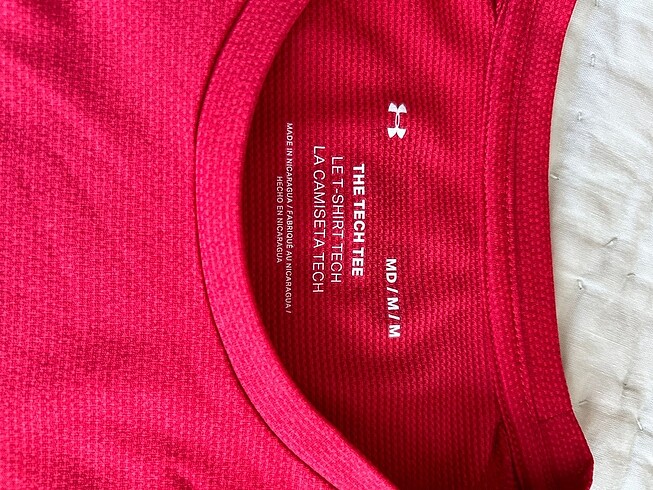 MD / M / M
THE TECH TEE
LE T-SHIRT TECH
LA CAMISETA TECH
MADE IN NICARAGUA / FABRIQUÉ AU NICARAGUA /
HECHO EN NICARAGUA